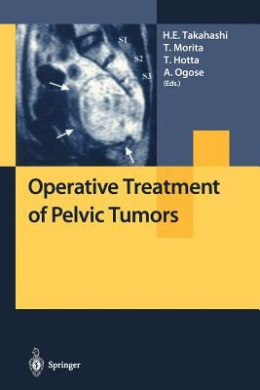 S1
S2
S3
H.E. Takahashi
T. Morita
T. Hotta
A. Ogose
(Eds.)
Operative Treatment
of Pelvic Tumors
Springer